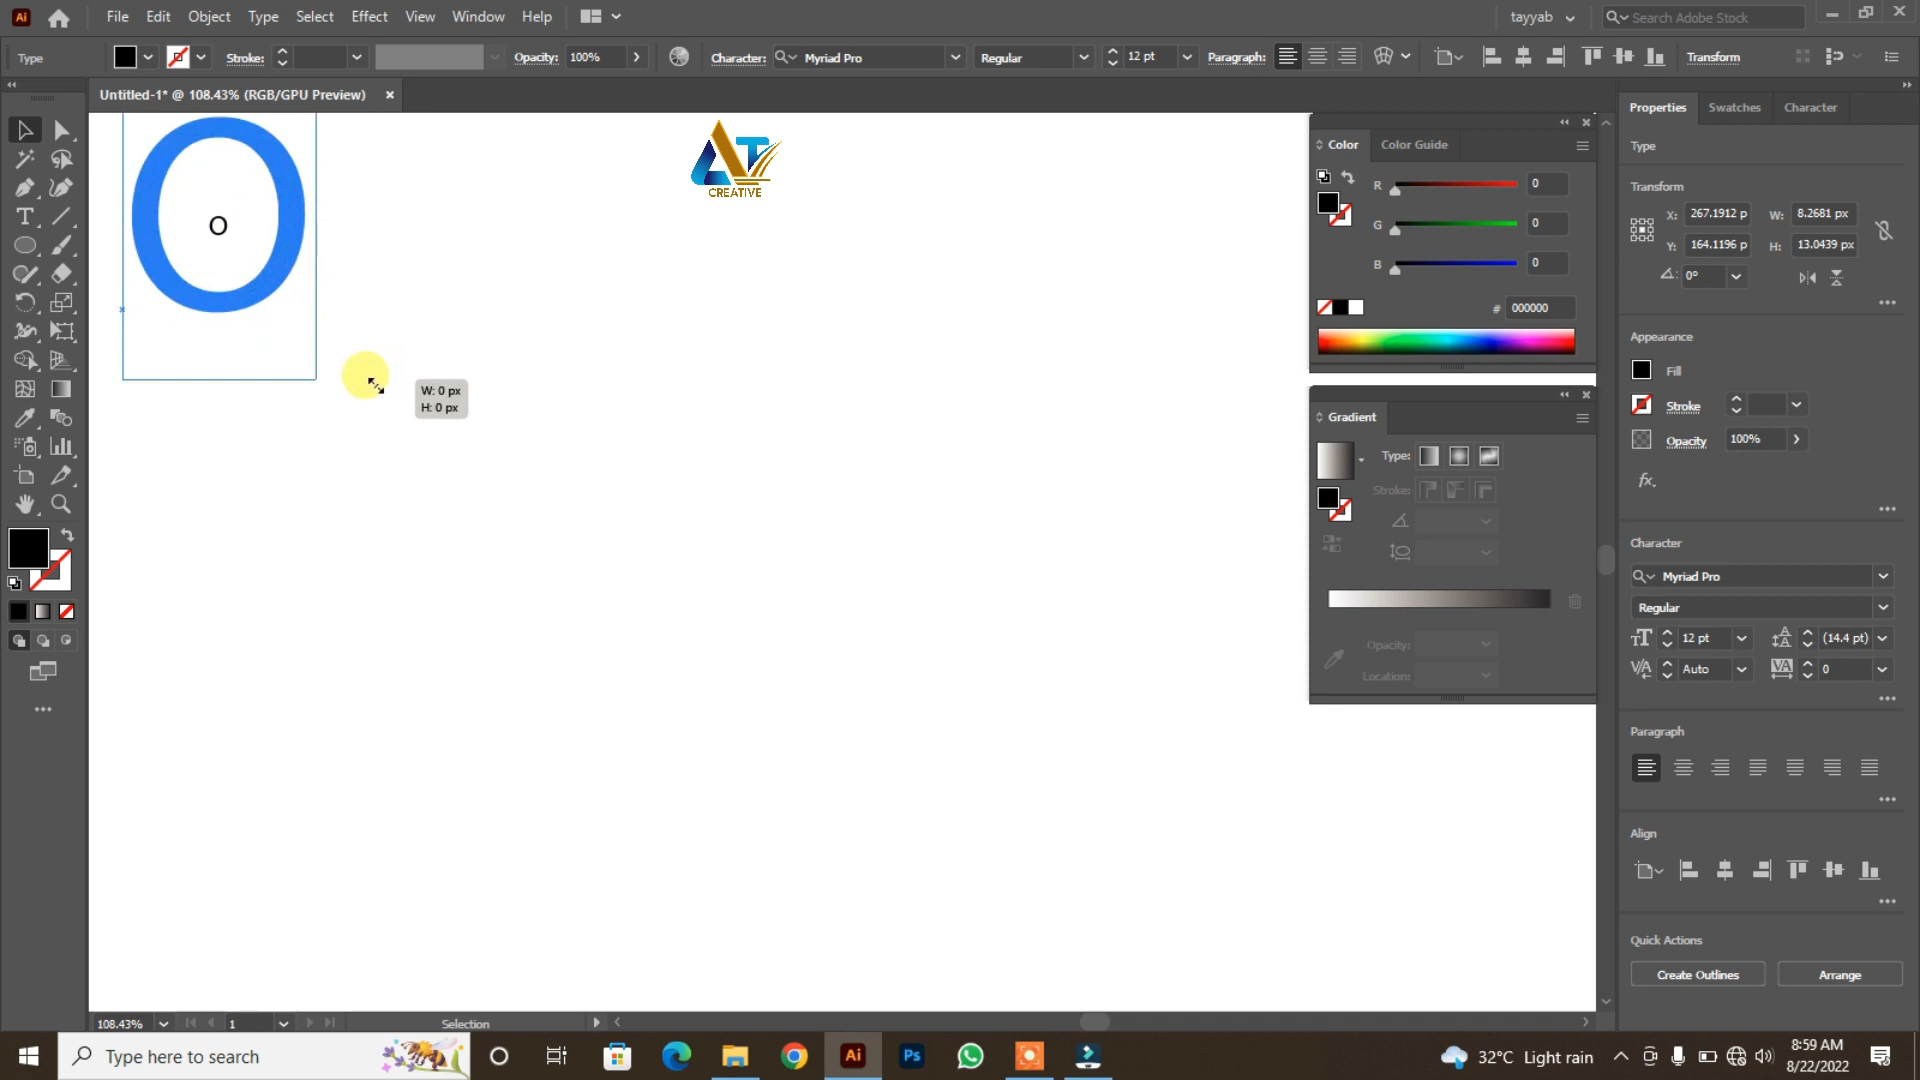 Ai File Edit Object Type Select Effect View Window Help tayyab Search Adobe Stock
Type Stroke: Opacity: 100% Character: Myriad Pro Regular 12 pt Paragraph: Transform
Untitled-1* @ 108.43% (RGB/GPU Preview)
O
O
W: 0 px
H: 0 px
AT
CREATIVE
Color Color Guide
R 0
G 0
B 0
# 000000
Gradient
Type:
Stroke:
Opacity:
Location:
Properties Swatches Character
Type
Transform
X: 267.1912 p W: 8.2681 px
Y: 164.1196 p H: 13.0439 px
0°
Appearance
Fill
Stroke
Opacity 100%
fx.
Character
Myriad Pro
Regular
12 pt (14.4 pt)
Auto 0
Paragraph
Align
Quick Actions
Create Outlines Arrange
108.43% 1 Selection
Type here to search Ai Ps 32°C Light rain 8:59 AM
8/22/2022